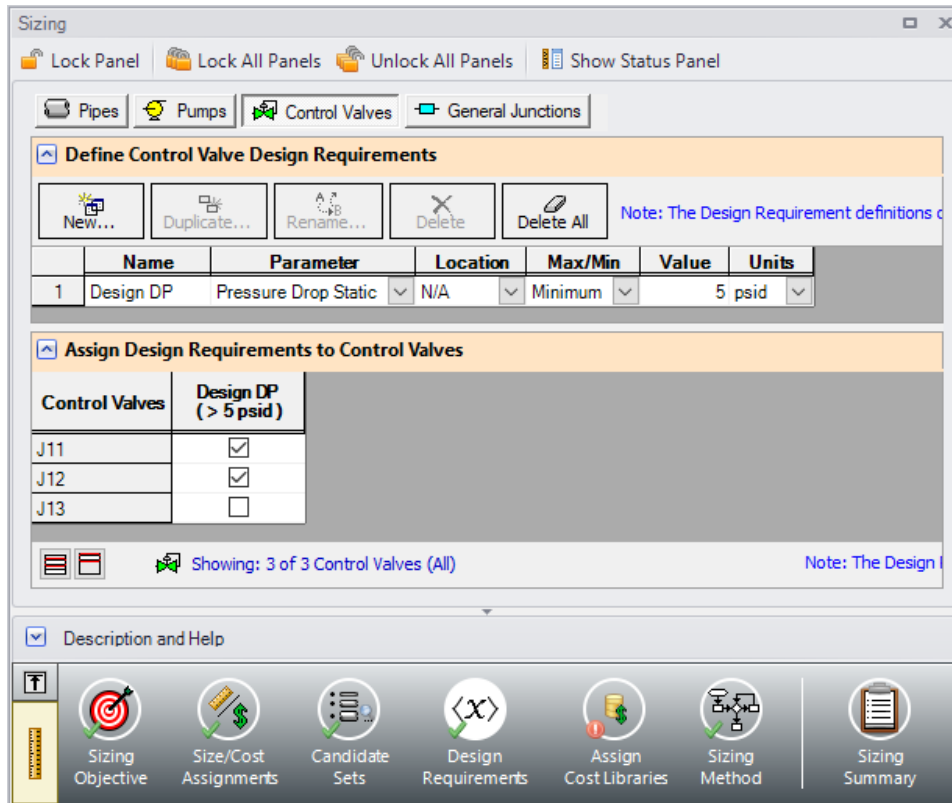 Sizing
Lock Panel Lock All Panels Unlock All Panels Show Status Panel
Pipes Pumps Control Valves General Junctions
Define Control Valve Design Requirements
New... Duplicate... Rename... Delete Delete All Note: The Design Requirement definitions
Name Parameter Location Max/Min Value Units
1 Design DP Pressure Drop Static N/A Minimum 5 psid
Assign Design Requirements to Control Valves
Control Valves Design DP
( > 5 psid )
J11
J12
J13
Showing: 3 of 3 Control Valves (All) Note: The Design
Description and Help
Sizing Size/Cost Candidate Design Assign Sizing Sizing
Objective Assignments Sets Requirements Cost Libraries Method Summary